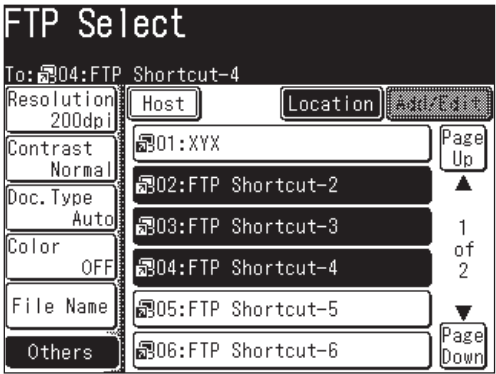 FTP Select
To:04:FTP Shortcut-4
Resolution
200dpi
Host
Location
Add/Edit
Contrast
Normal
01:XYX
Page
Up
Doc.Type
Auto
02:FTP Shortcut-2
03:FTP Shortcut-3
1
of
2
Color
OFF
04:FTP Shortcut-4
File Name
05:FTP Shortcut-5
Others
06:FTP Shortcut-6
Page
Down